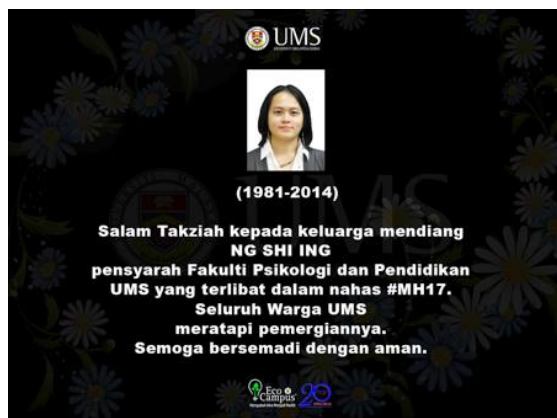 UMS
(1981-2014)
Salam Takziah kepada keluarga mendiang
NG SHI ING
pensyarah Fakulti Psikologi dan Pendidikan
UMS yang terlibat dalam nahas #MH17.
Seluruh Warga UMS
meratapi pemergiannya.
Semoga bersemadi dengan aman.
Eco
Campus
20